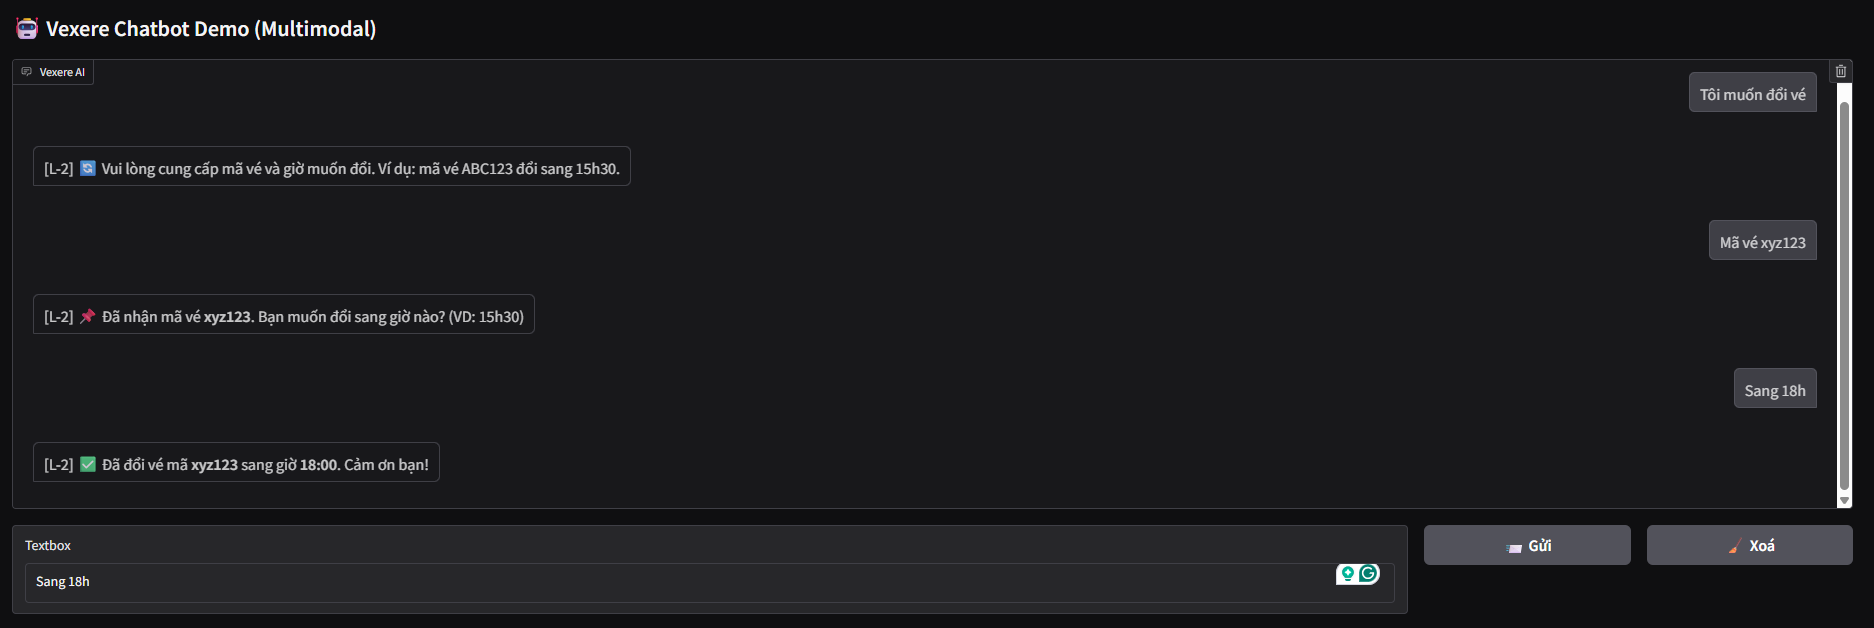 Vexere Chatbot Demo (Multimodal)
Vexere AI
Tôi muốn đổi vé
[L-2] 🔄 Vui lòng cung cấp mã vé và giờ muốn đổi. Ví dụ: mã vé ABC123 đổi sang 15h30.
Mã vé xyz123
[L-2] 📌 Đã nhận mã vé xyz123. Bạn muốn đổi sang giờ nào? (VD: 15h30)
Sang 18h
[L-2] ✅ Đã đổi vé mã xyz123 sang giờ 18:00. Cảm ơn bạn!
Textbox
Sang 18h
Gửi
Xoá